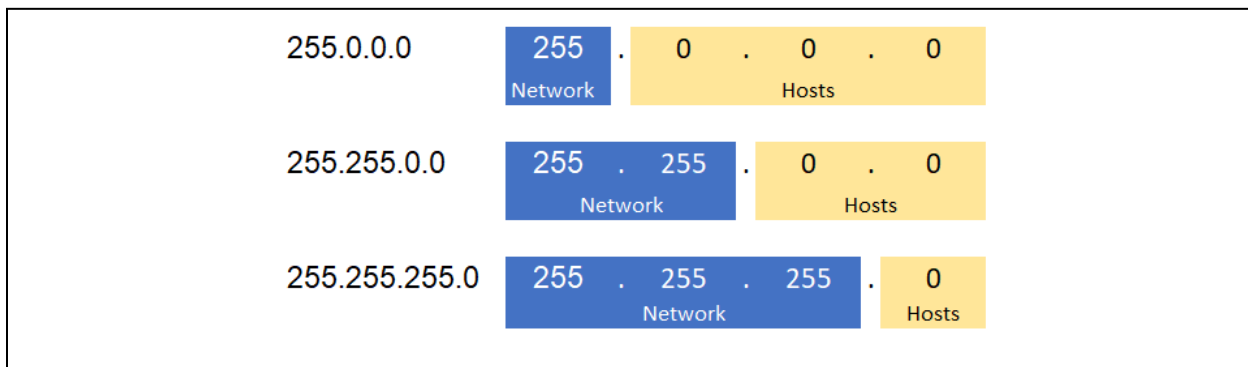 255.0.0.0 255 . 0 . 0 . 0
Network Hosts
255.255.0.0 255 . 255 . 0 . 0
Network Hosts
255.255.255.0 255 . 255 . 255 . 0
Network Hosts